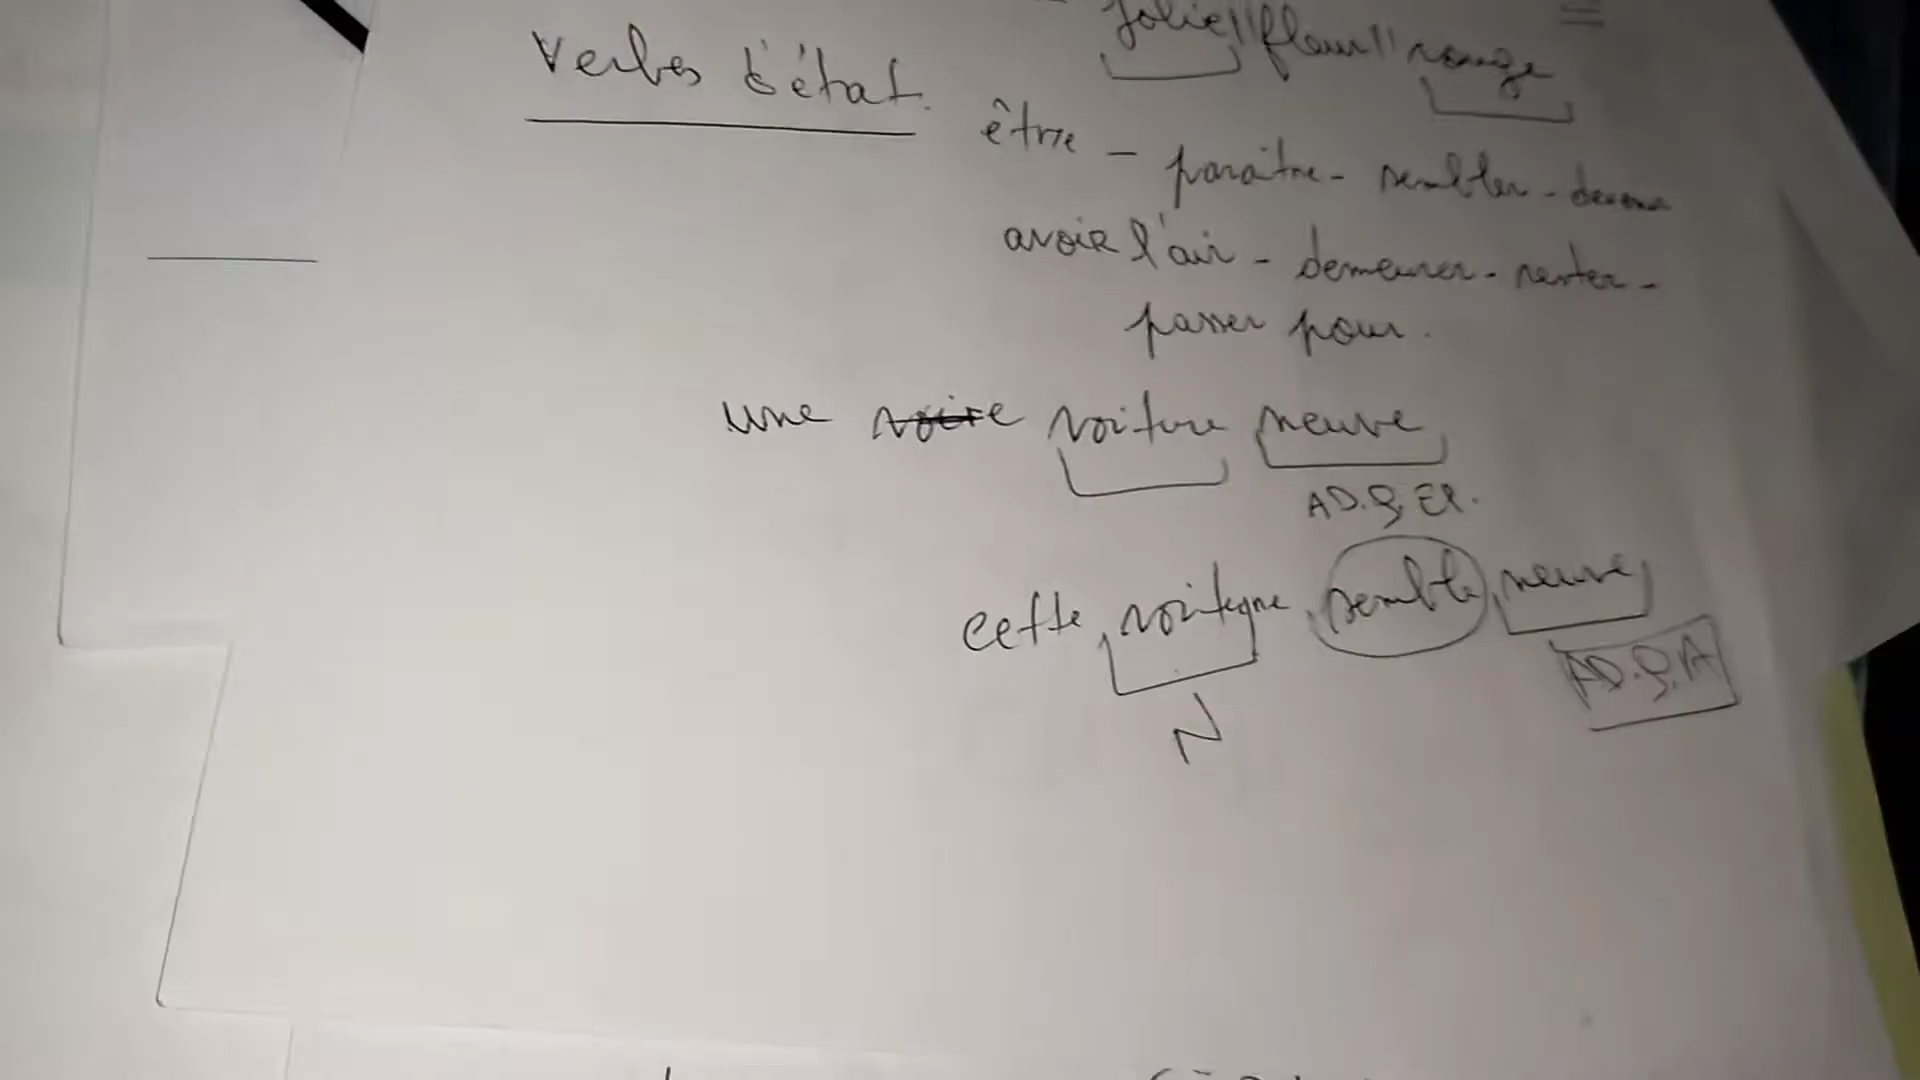 jolie // fleur // rouge
Verbes d'état.
être - paraître - sembler - devenir
avoir l'air - demeurer - rester -
passer pour.
une voiture neuve
AD.Q.EP.
cette voiture semble neuve
AD.Q.A
N